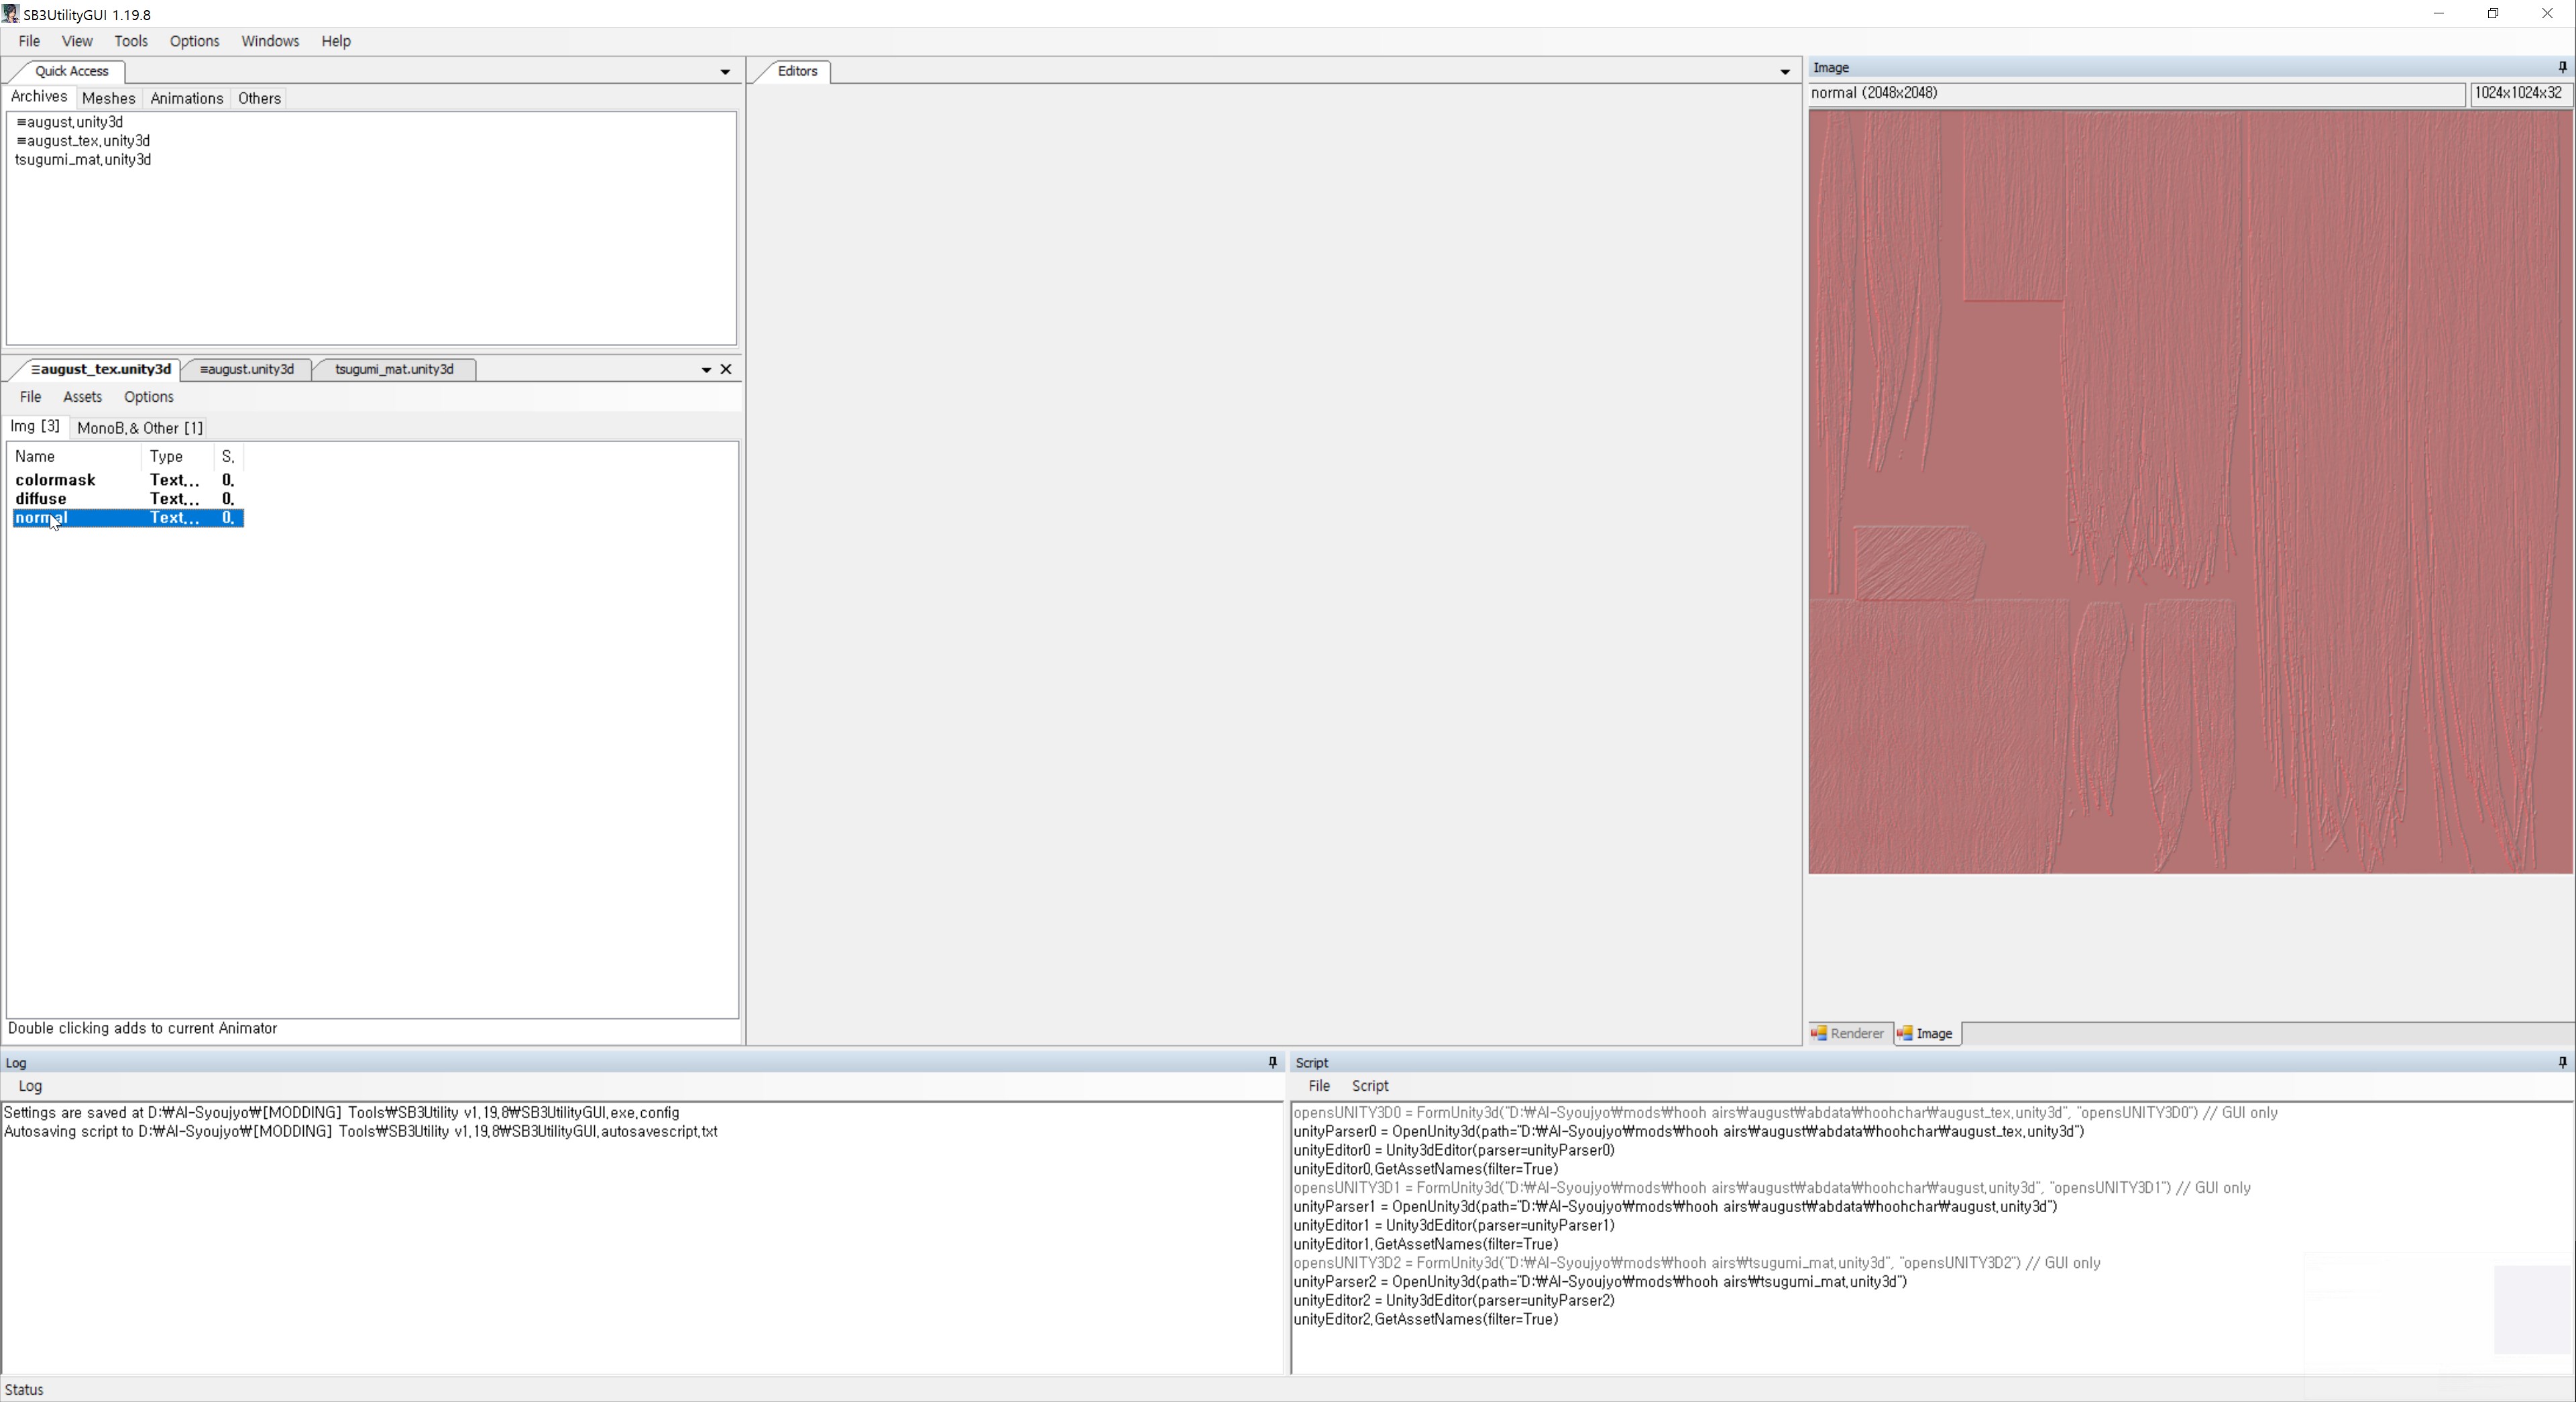 SB3UtilityGUI 1.19.8
File View Tools Options Windows Help
Quick Access
Archives Meshes Animations Others
≡august.unity3d
≡august_tex.unity3d
tsugumi_mat.unity3d
≡august_tex.unity3d ≡august.unity3d tsugumi_mat.unity3d
File Assets Options
Img [3] MonoB.& Other [1]
Name Type S.
colormask Text... 0.
diffuse Text... 0.
normal Text... 0.
Double clicking adds to current Animator
Editors
Image
normal (2048x2048) 1024x1024x32
Renderer Image
Log
Log
Settings are saved at D:₩AI-Syoujyo₩[MODDING] Tools₩SB3Utility v1.19.8₩SB3UtilityGUI.exe.config
Autosaving script to D:₩AI-Syoujyo₩[MODDING] Tools₩SB3Utility v1.19.8₩SB3UtilityGUI.autosavescript.txt
Script
File Script
opensUNITY3D0 = FormUnity3d("D:₩AI-Syoujyo₩mods₩hooh airs₩august₩abdata₩hoohchar₩august_tex.unity3d", "opensUNITY3D0") // GUI only
unityParser0 = OpenUnity3d(path="D:₩AI-Syoujyo₩mods₩hooh airs₩august₩abdata₩hoohchar₩august_tex.unity3d")
unityEditor0 = Unity3dEditor(parser=unityParser0)
unityEditor0.GetAssetNames(filter=True)
opensUNITY3D1 = FormUnity3d("D:₩AI-Syoujyo₩mods₩hooh airs₩august₩abdata₩hoohchar₩august.unity3d", "opensUNITY3D1") // GUI only
unityParser1 = OpenUnity3d(path="D:₩AI-Syoujyo₩mods₩hooh airs₩august₩abdata₩hoohchar₩august.unity3d")
unityEditor1 = Unity3dEditor(parser=unityParser1)
unityEditor1.GetAssetNames(filter=True)
opensUNITY3D2 = FormUnity3d("D:₩AI-Syoujyo₩mods₩hooh airs₩tsugumi_mat.unity3d", "opensUNITY3D2") // GUI only
unityParser2 = OpenUnity3d(path="D:₩AI-Syoujyo₩mods₩hooh airs₩tsugumi_mat.unity3d")
unityEditor2 = Unity3dEditor(parser=unityParser2)
unityEditor2.GetAssetNames(filter=True)
Status